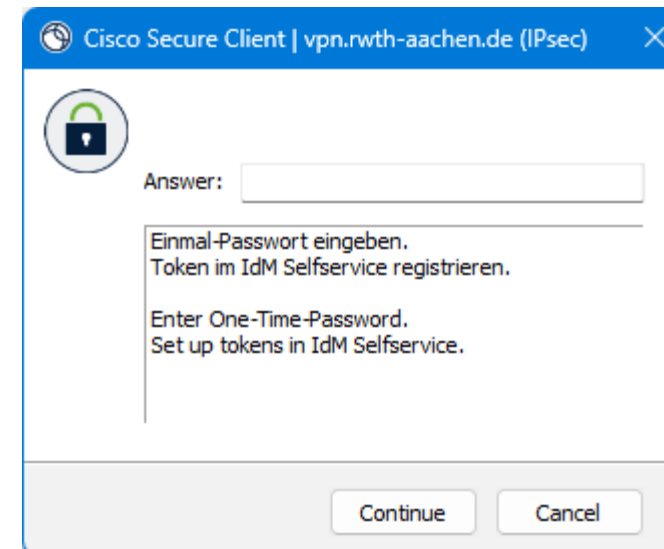 Cisco Secure Client | vpn.rwth-aachen.de (IPsec)
Answer:
Einmal-Passwort eingeben.
Token im IdM Selfservice registrieren.
Enter One-Time-Password.
Set up tokens in IdM Selfservice.
Continue Cancel